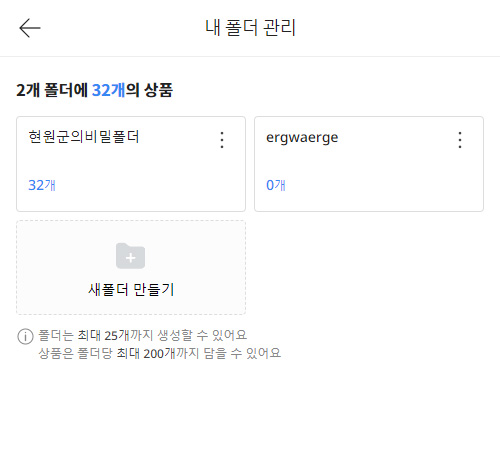 내 폴더 관리
2개 폴더에 32개의 상품
현원군의비밀폴더
32개
ergwaerge
0개
새폴더 만들기
폴더는 최대 25개까지 생성할 수 있어요
상품은 폴더당 최대 200개까지 담을 수 있어요